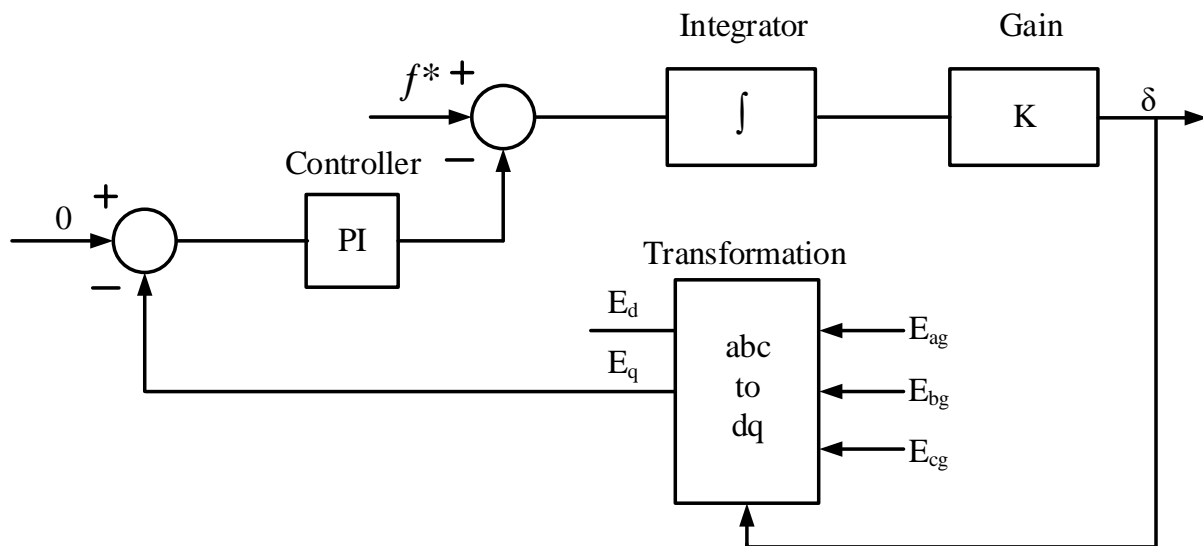 Integrator
Gain
f* +
∫
K
δ
−
Controller
+
0
PI
−
Transformation
E_d
E_q
abc
to
dq
E_ag
E_bg
E_cg